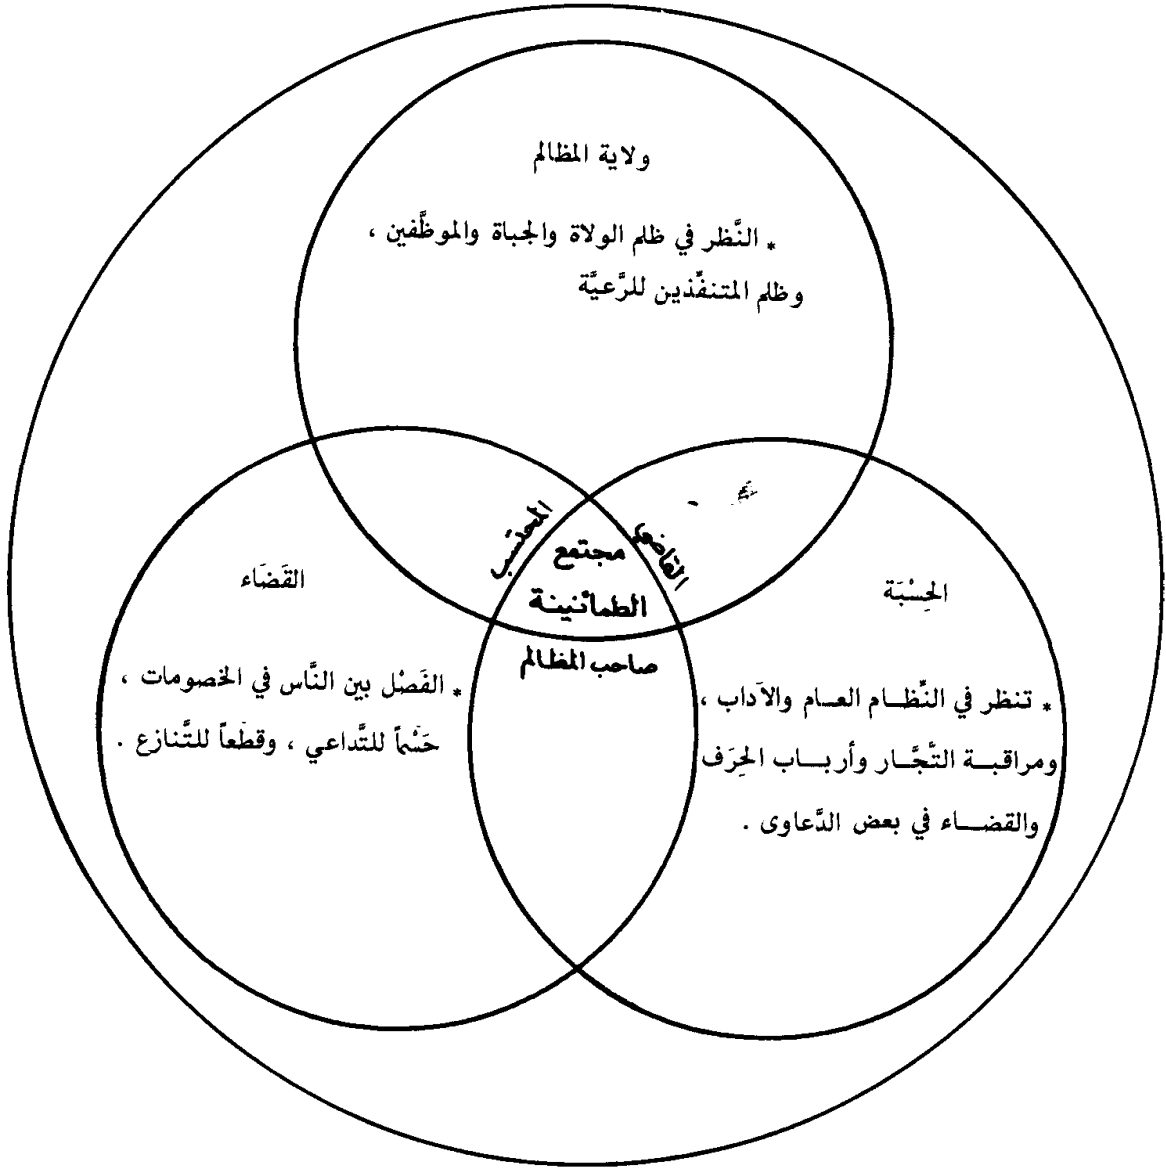 ولاية المظالم
* النَّظر في ظلم الولاة والجباة والموظَّفين ،
وظلم المتنفِّذين للرَّعيَّة
المحتسب
القاضي
مجتمع
الطمائنينة
صاحب المظالم
الحِسْبَة
* تنظر في النِّظام العام والآداب ،
ومراقبة التُّجَّار وأرباب الحِرَف
والقضاء في بعض الدَّعاوى .
القَضَاء
* الفَصْل بين النَّاس في الخصومات ،
حَسْماً للتَّداعي ، وقطعاً للتَّنازع .